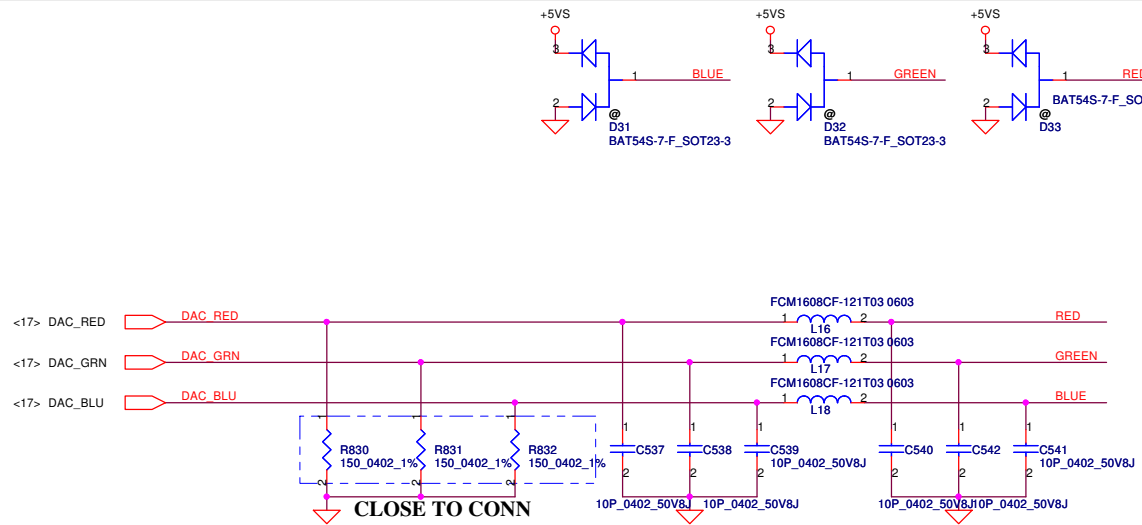 +5VS +5VS +5VS
3 3 3
1 BLUE 1 GREEN 1 RED
2 2 2 BAT54S-7-F_SO
@ @ @
D31 D32 D33
BAT54S-7-F_SOT23-3 BAT54S-7-F_SOT23-3
FCM1608CF-121T03 0603
<17> DAC_RED DAC_RED 1 2 RED
L16
FCM1608CF-121T03 0603
<17> DAC_GRN DAC_GRN 1 2 GREEN
L17
FCM1608CF-121T03 0603
<17> DAC_BLU DAC_BLU 1 2 BLUE
L18
1 1 1 1 1 1 1 1 1
R830 R831 R832 C537 C538 C539 C540 C542 C541
150_0402_1% 150_0402_1% 150_0402_1% 10P_0402_50V8J 10P_0402_50V8J
2 2 2 2 2 2 2 2 2
10P_0402_50V8J 10P_0402_50V8J 10P_0402_50V8J 10P_0402_50V8J
CLOSE TO CONN